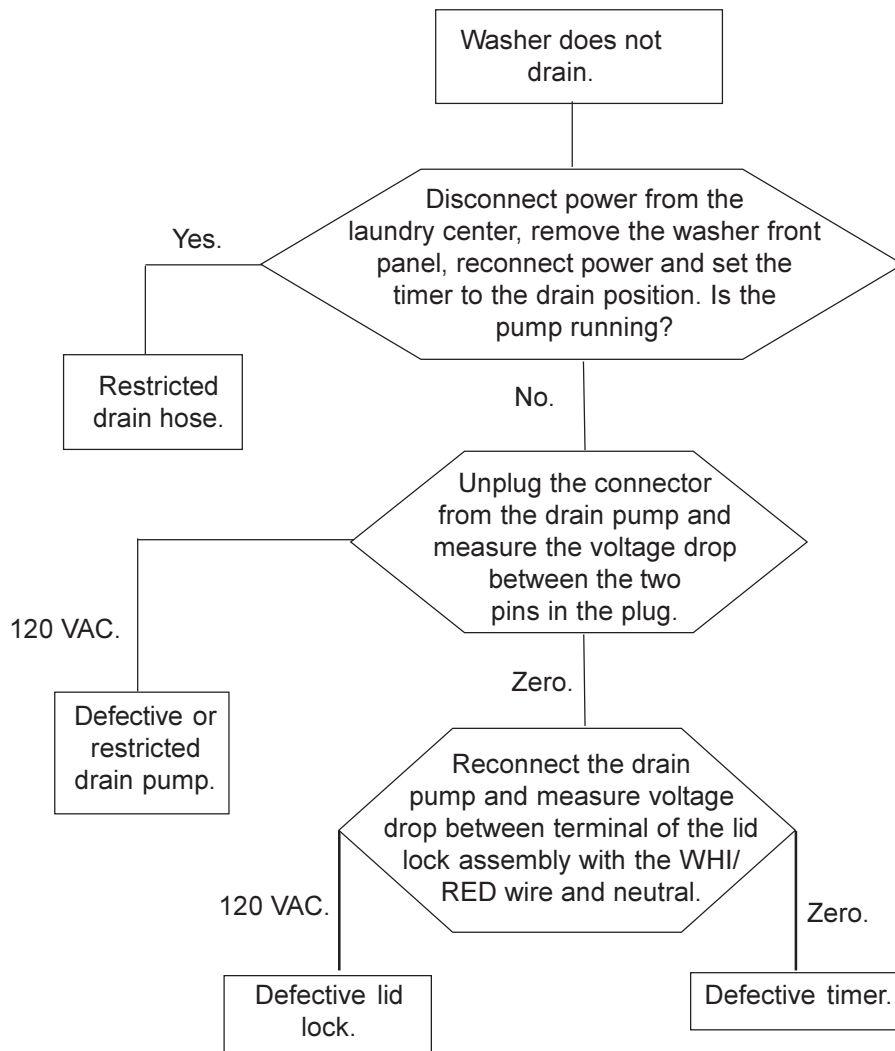 Washer does not
drain.
Disconnect power from the
laundry center, remove the washer front
panel, reconnect power and set the
timer to the drain position. Is the
pump running?
Yes.
Restricted
drain hose.
No.
Unplug the connector
from the drain pump and
measure the voltage drop
between the two
pins in the plug.
120 VAC.
Defective or
restricted
drain pump.
Zero.
Reconnect the drain
pump and measure voltage
drop between terminal of the lid
lock assembly with the WHI/
RED wire and neutral.
120 VAC.
Zero.
Defective lid
lock.
Defective timer.